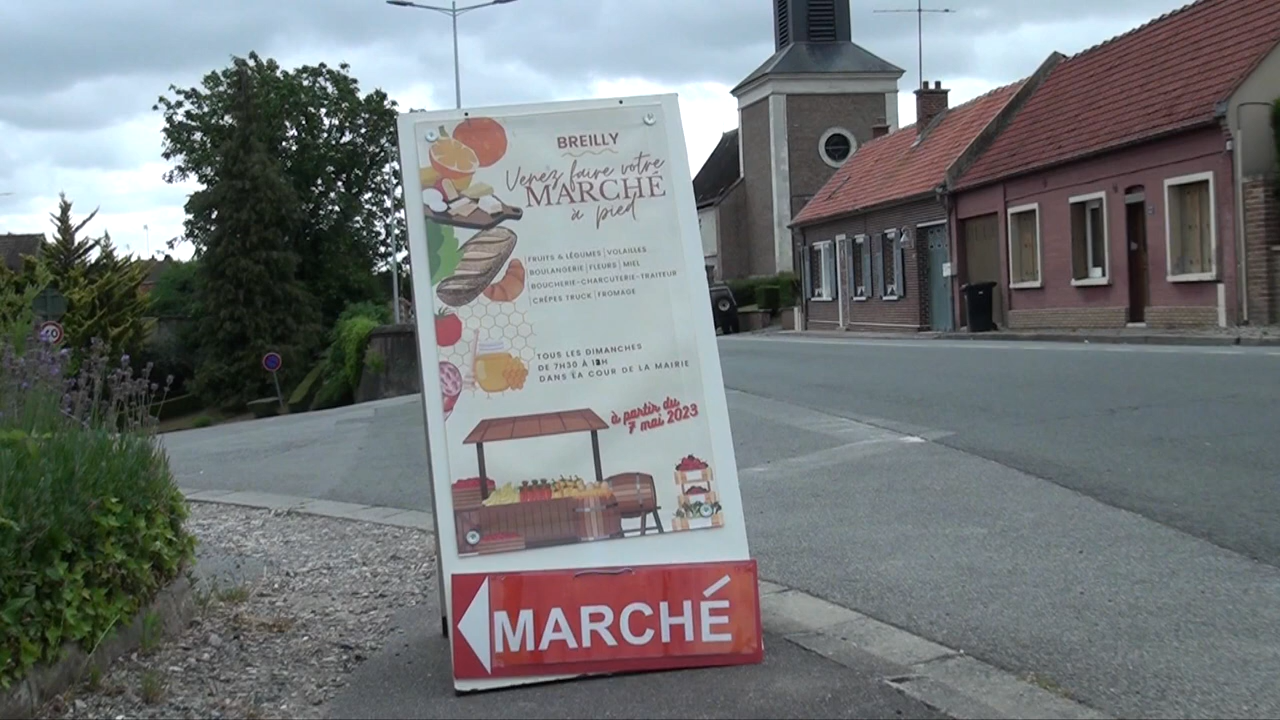 BREILLY
Venez faire votre
MARCHÉ
à pied
FRUITS & LÉGUMES | VOLAILLES
BOULANGERIE | FLEURS | MIEL
BOUCHERIE-CHARCUTERIE-TRAITEUR
CRÊPES TRUCK | FROMAGE
TOUS LES DIMANCHES
DE 7H30 À 13H
DANS LA COUR DE LA MAIRIE
à partir du
7 mai 2023
MARCHÉ